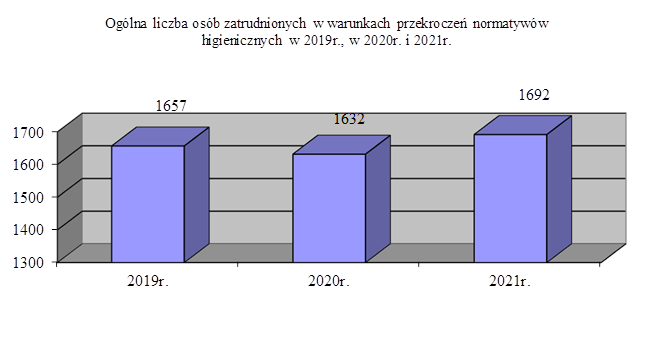 Ogólna liczba osób zatrudnionych w warunkach przekroczeń normatywów
higienicznych w 2019r., w 2020r. i 2021r.
1657
1632
1692
1700
1600
1500
1400
1300
2019r.
2020r.
2021r.